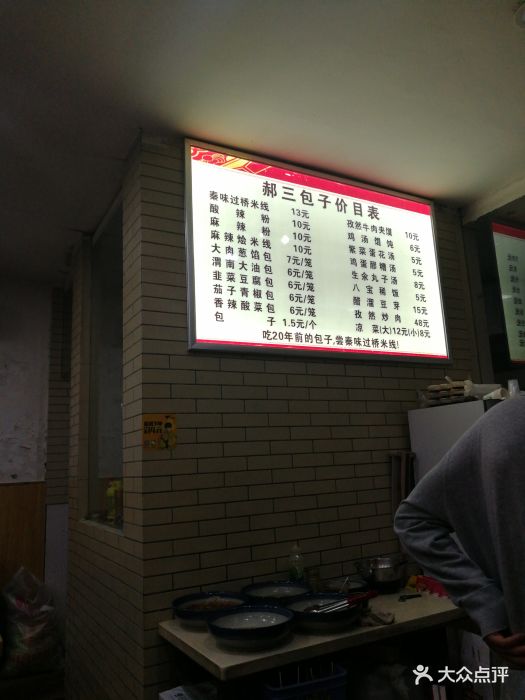 郝三包子价目表
秦味过桥米线 13元
酸辣粉 10元
麻辣粉 10元
麻辣烩米线 10元
大肉葱馅包 7元/笼
渭南大油包 6元/笼
韭菜豆腐包 6元/笼
茄子青椒包 6元/笼
香辣酸菜包 6元/笼
包子 1.5元/个
孜然牛肉夹馍 10元
鸡汤馄饨 6元
紫菜蛋花汤 5元
鸡蛋醪糟汤 5元
生汆丸子汤 8元
八宝稀饭 5元
醋溜豆芽 15元
孜然炒肉 48元
凉菜(大)12元(小)8元
吃20年前的包子,尝秦味过桥米线!
大众点评